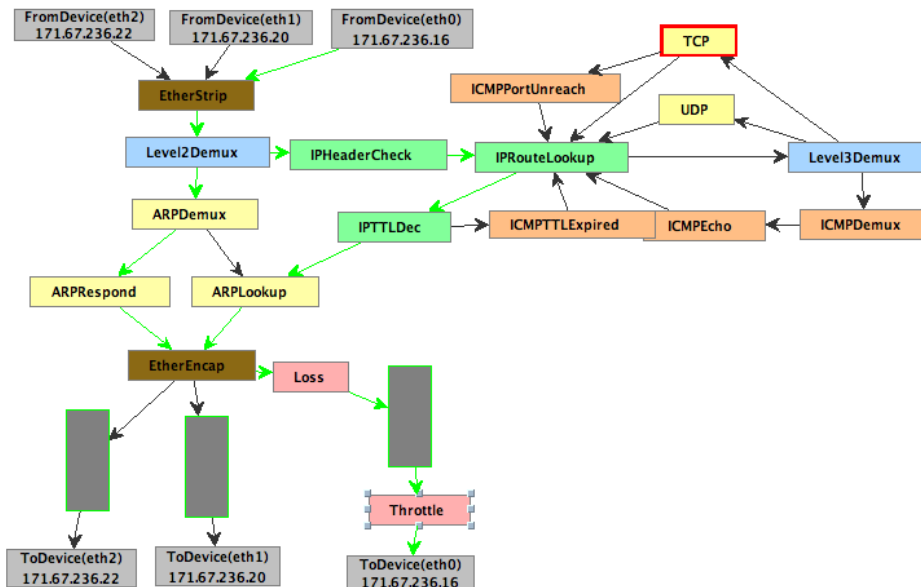 FromDevice(eth2)
171.67.236.22
FromDevice(eth1)
171.67.236.20
FromDevice(eth0)
171.67.236.16
TCP
EtherStrip
ICMPPortUnreach
UDP
Level2Demux
IPHeaderCheck
IPRouteLookup
Level3Demux
ARPDemux
IPTTLDec
ICMPTTLExpired
ICMPEcho
ICMPDemux
ARPRespond
ARPLookup
EtherEncap
Loss
Throttle
ToDevice(eth2)
171.67.236.22
ToDevice(eth1)
171.67.236.20
ToDevice(eth0)
171.67.236.16